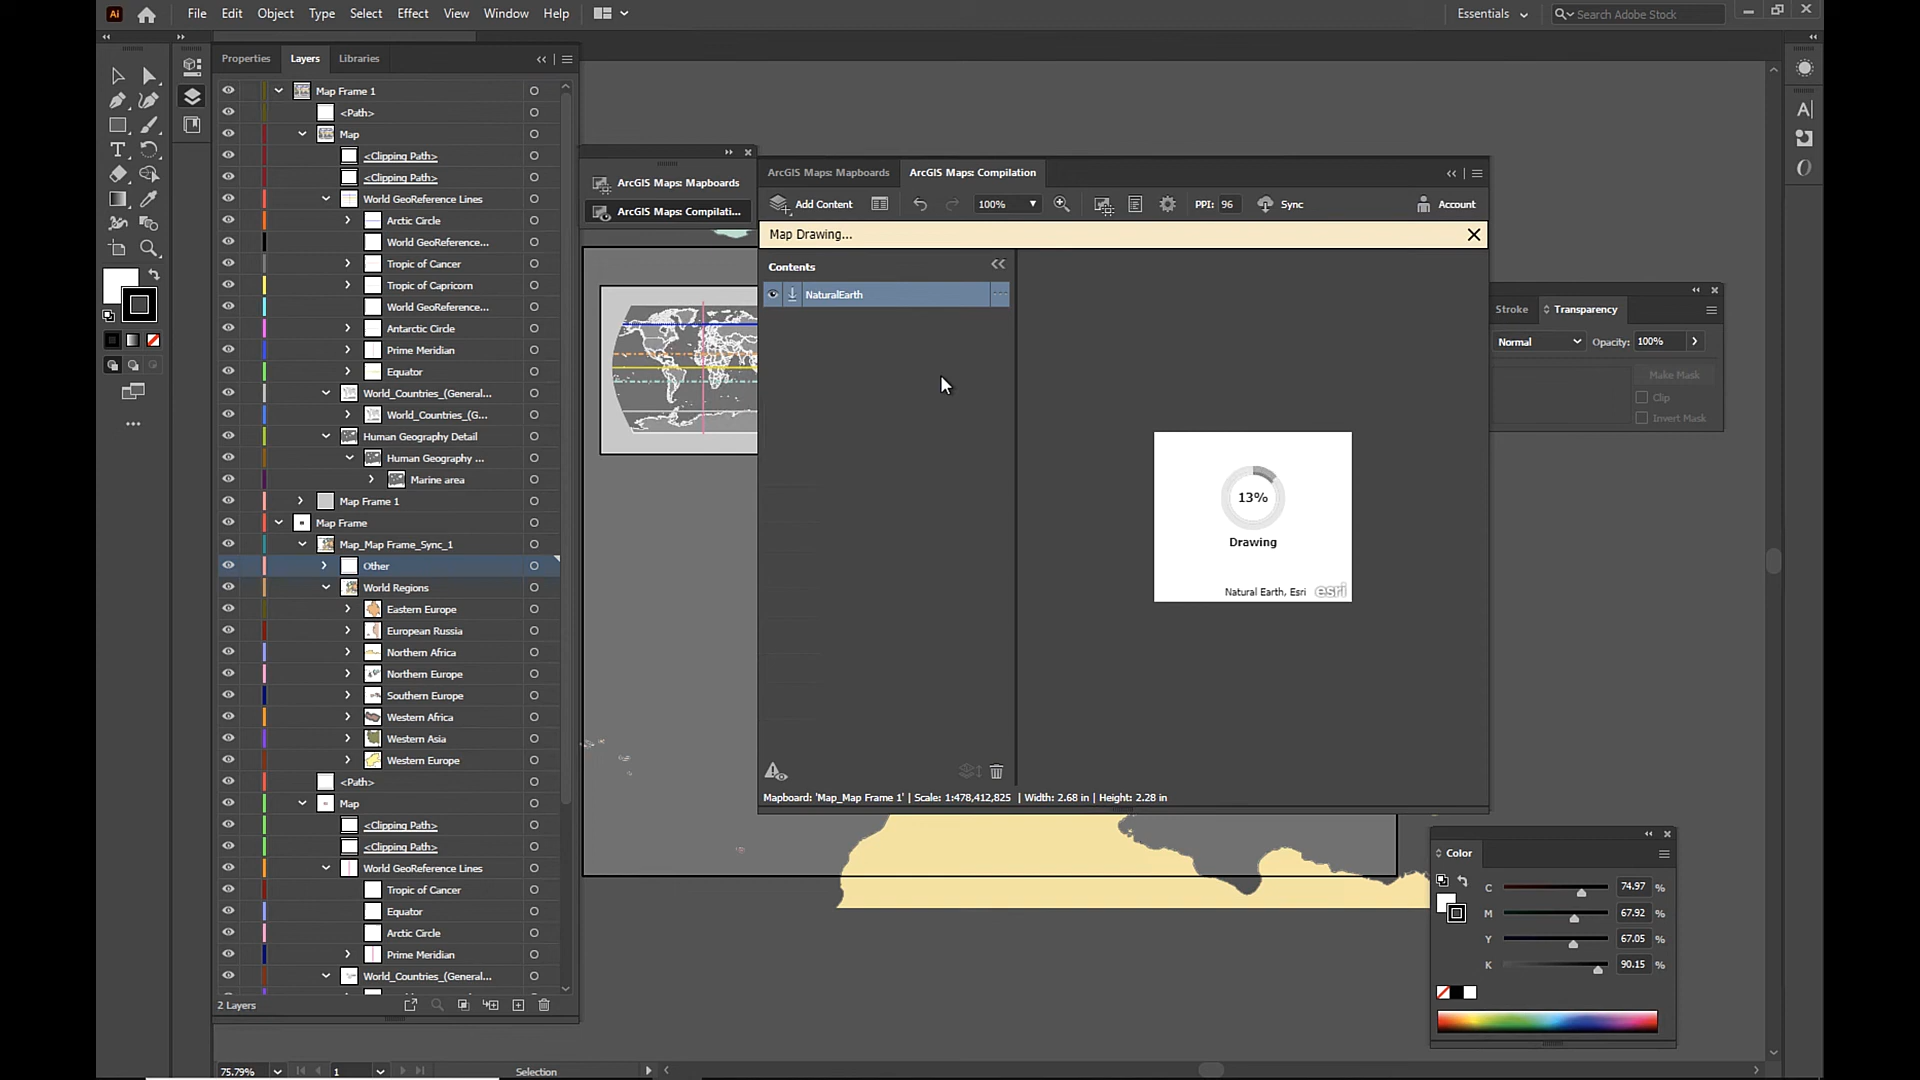 Ai File Edit Object Type Select Effect View Window Help
Essentials Search Adobe Stock
Properties Layers Libraries
Map Frame 1
<Path>
Map
<Clipping Path>
<Clipping Path>
World GeoReference Lines
Arctic Circle
World GeoReference...
Tropic of Cancer
Tropic of Capricorn
World GeoReference...
Antarctic Circle
Prime Meridian
Equator
World_Countries_(General...
World_Countries_(G...
Human Geography Detail
Human Geography ...
Marine area
Map Frame 1
Map Frame
Map_Map Frame_Sync_1
Other
World Regions
Eastern Europe
European Russia
Northern Africa
Northern Europe
Southern Europe
Western Africa
Western Asia
Western Europe
<Path>
Map
<Clipping Path>
<Clipping Path>
World GeoReference Lines
Tropic of Cancer
Equator
Arctic Circle
Prime Meridian
World_Countries_(General...
2 Layers
75.79% 1 Selection
ArcGIS Maps: Mapboards
ArcGIS Maps: Compilati...
ArcGIS Maps: Mapboards ArcGIS Maps: Compilation
Add Content 100% PPI: 96 Sync Account
Map Drawing...
Contents
NaturalEarth
13%
Drawing
Natural Earth, Esri esri
Mapboard: 'Map_Map Frame 1' | Scale: 1:478,412,825 | Width: 2.68 in | Height: 2.28 in
Stroke Transparency
Normal Opacity: 100%
Make Mask
Clip
Invert Mask
Color
C 74.97 %
M 67.92 %
Y 67.05 %
K 90.15 %